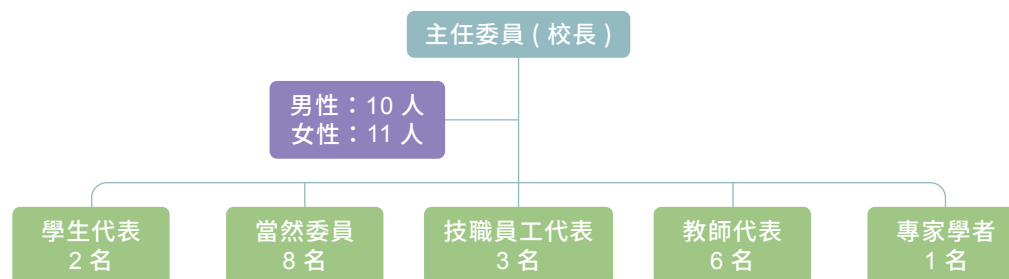 主任委員 ( 校長 )
男性：10 人
女性：11 人
學生代表
2 名
當然委員
8 名
技職員工代表
3 名
教師代表
6 名
專家學者
1 名